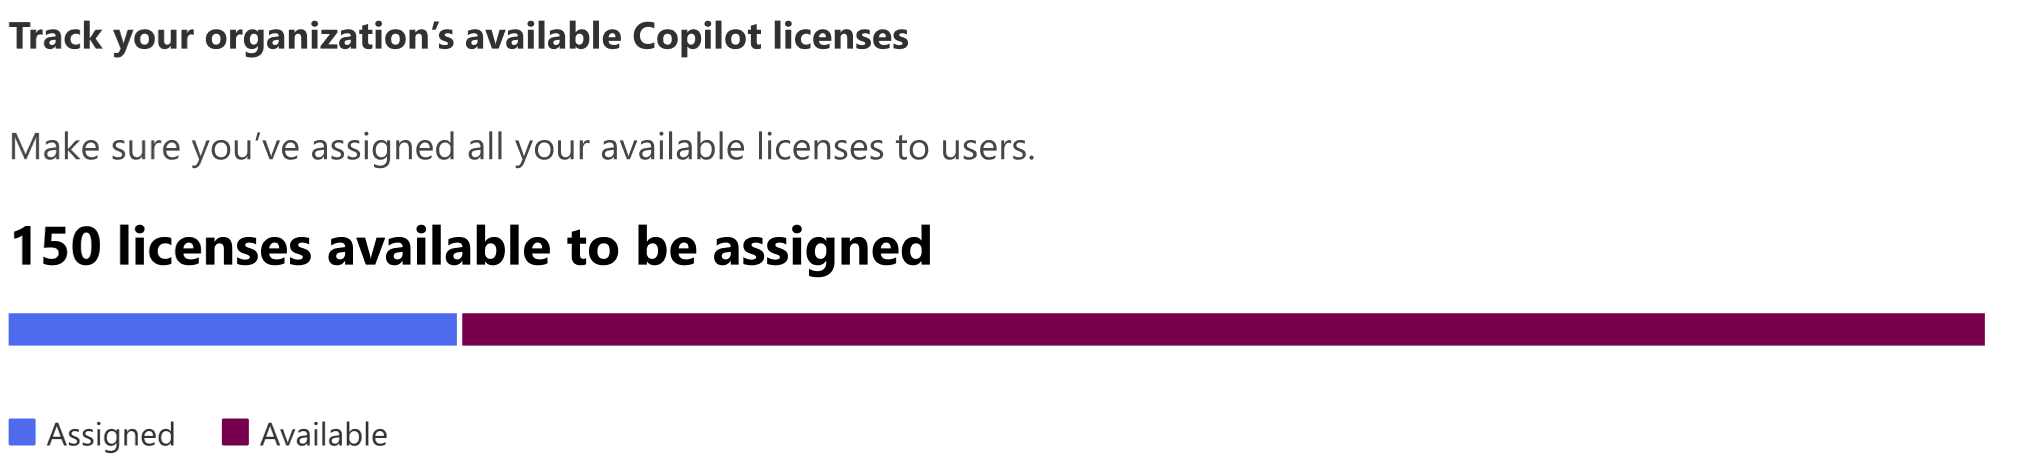 Track your organization’s available Copilot licenses
Make sure you’ve assigned all your available licenses to users.
150 licenses available to be assigned
Assigned Available